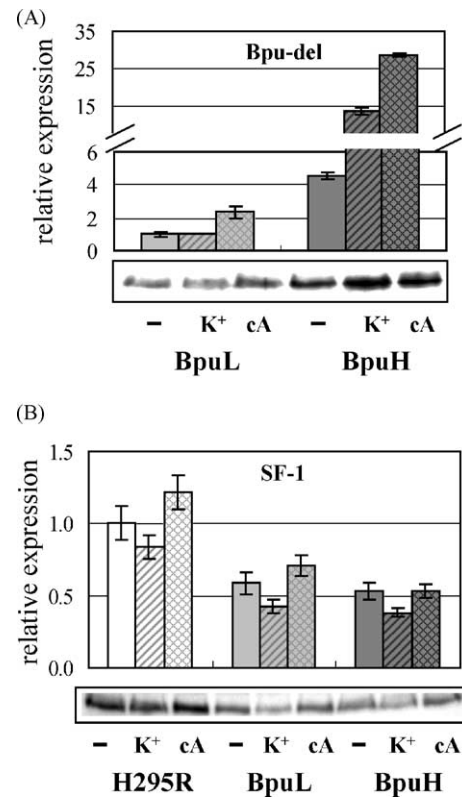 (A)
Bpu-del
relative expression
35
25
15
6
4
2
0
– K⁺ cA – K⁺ cA
BpuL BpuH
(B)
SF-1
relative expression
1.5
1.0
0.5
0.0
– K⁺ cA – K⁺ cA – K⁺ cA
H295R BpuL BpuH